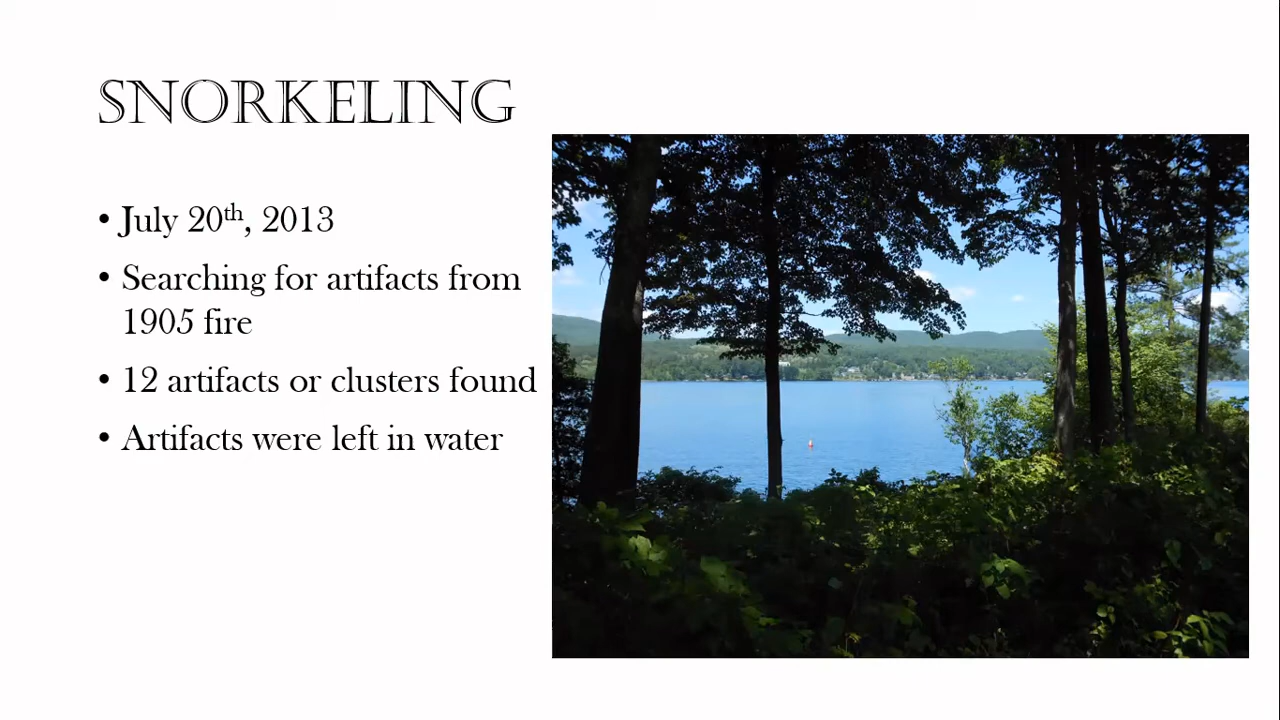 SNORKELING
• July 20th, 2013
• Searching for artifacts from
1905 fire
• 12 artifacts or clusters found
• Artifacts were left in water